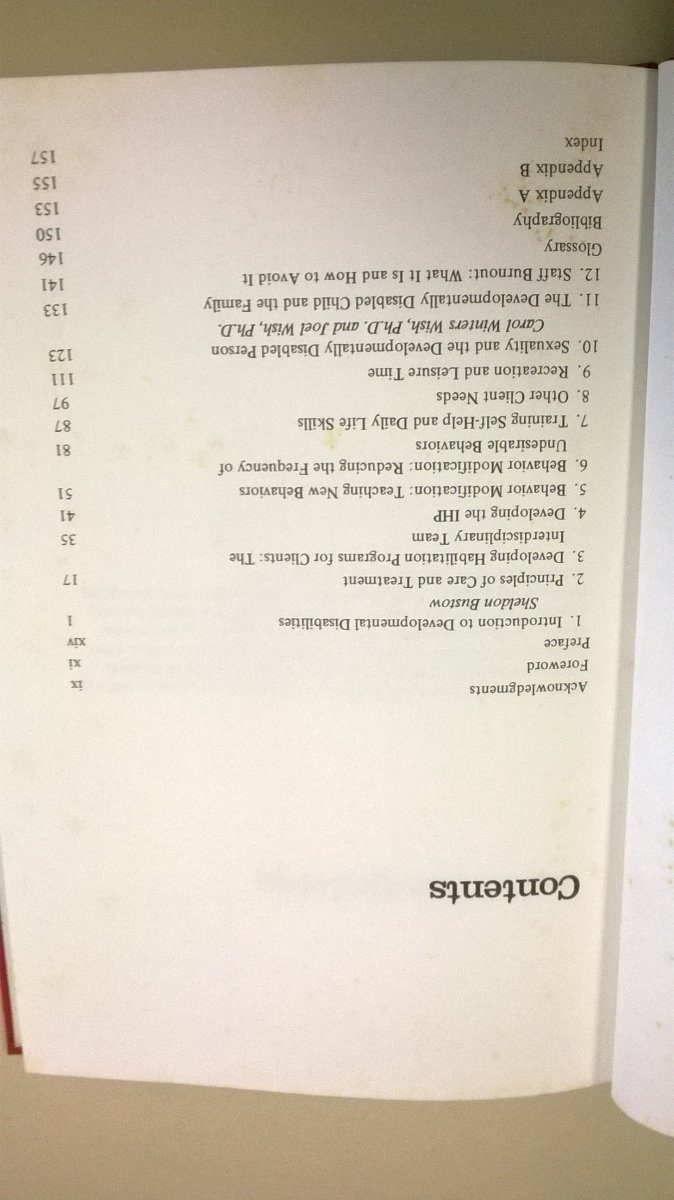 Contents
Acknowledgments ix
Foreword xi
Preface xiv
1. Introduction to Developmental Disabilities 1
Sheldon Bustow
2. Principles of Care and Treatment 17
3. Developing Habilitation Programs for Clients: The
Interdisciplinary Team 35
4. Developing the IHP 41
5. Behavior Modification: Teaching New Behaviors 51
6. Behavior Modification: Reducing the Frequency of
Undesirable Behaviors 81
7. Training Self-Help and Daily Life Skills 87
8. Other Client Needs 97
9. Recreation and Leisure Time 111
10. Sexuality and the Developmentally Disabled Person 123
Carol Winters Wish, Ph.D. and Joel Wish, Ph.D.
11. The Developmentally Disabled Child and the Family 133
12. Staff Burnout: What It Is and How to Avoid It 141
Glossary 146
Bibliography 150
Appendix A 153
Appendix B 155
Index 157